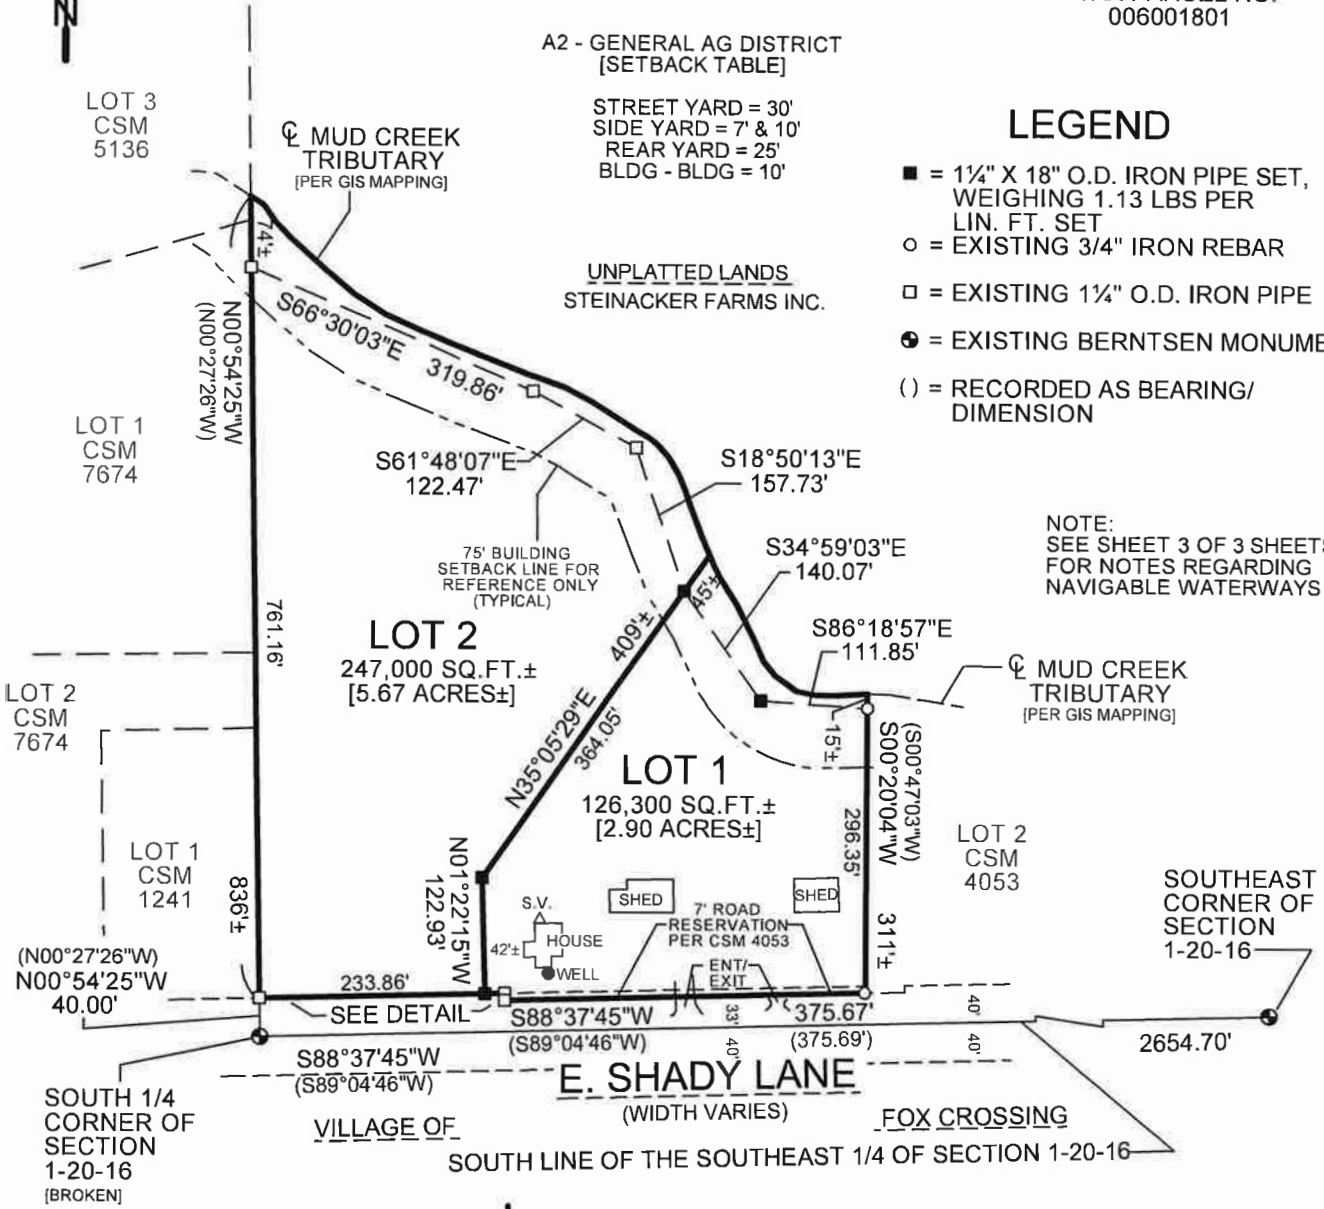 N
006001801
A2 - GENERAL AG DISTRICT
[SETBACK TABLE]
STREET YARD = 30'
SIDE YARD = 7' & 10'
REAR YARD = 25'
BLDG - BLDG = 10'
LEGEND
■ = 1¼" X 18" O.D. IRON PIPE SET,
WEIGHING 1.13 LBS PER
LIN. FT. SET
○ = EXISTING 3/4" IRON REBAR
□ = EXISTING 1¼" O.D. IRON PIPE
= EXISTING BERNTSEN MONUME
( ) = RECORDED AS BEARING/
DIMENSION
LOT 3
CSM
5136
℄ MUD CREEK
TRIBUTARY
[PER GIS MAPPING]
UNPLATTED LANDS
STEINACKER FARMS INC.
74'±
S66°30'03"E
319.86'
N00°54'25"W
(N00°27'26"W)
LOT 1
CSM
7674
S61°48'07"E
122.47'
S18°50'13"E
157.73'
75' BUILDING
SETBACK LINE FOR
REFERENCE ONLY
(TYPICAL)
S34°59'03"E
140.07'
45'±
NOTE:
SEE SHEET 3 OF 3 SHEETS
FOR NOTES REGARDING
NAVIGABLE WATERWAYS
761.16'
LOT 2
247,000 SQ.FT.±
[5.67 ACRES±]
409'±
N35°05'29"E
364.05'
S86°18'57"E
111.85'
℄ MUD CREEK
TRIBUTARY
[PER GIS MAPPING]
LOT 2
CSM
7674
15'±
(S00°47'03"W)
S00°20'04"W
296.35'
311'±
LOT 1
126,300 SQ.FT.±
[2.90 ACRES±]
LOT 1
CSM
1241
836'±
N01°22'15"W
122.93'
LOT 2
CSM
4053
SHED
SHED
S.V.
42'±
HOUSE
WELL
7' ROAD
RESERVATION
PER CSM 4053
ENT/
EXIT
SOUTHEAST
CORNER OF
SECTION
1-20-16
(N00°27'26"W)
N00°54'25"W
40.00'
233.86'
SEE DETAIL
S88°37'45"W
(S89°04'46"W)
33'
40'
375.67'
(375.69')
40'
40'
2654.70'
S88°37'45"W
(S89°04'46"W)
E. SHADY LANE
(WIDTH VARIES)
SOUTH 1/4
CORNER OF
SECTION
1-20-16
[BROKEN]
VILLAGE OF
FOX CROSSING
SOUTH LINE OF THE SOUTHEAST 1/4 OF SECTION 1-20-16